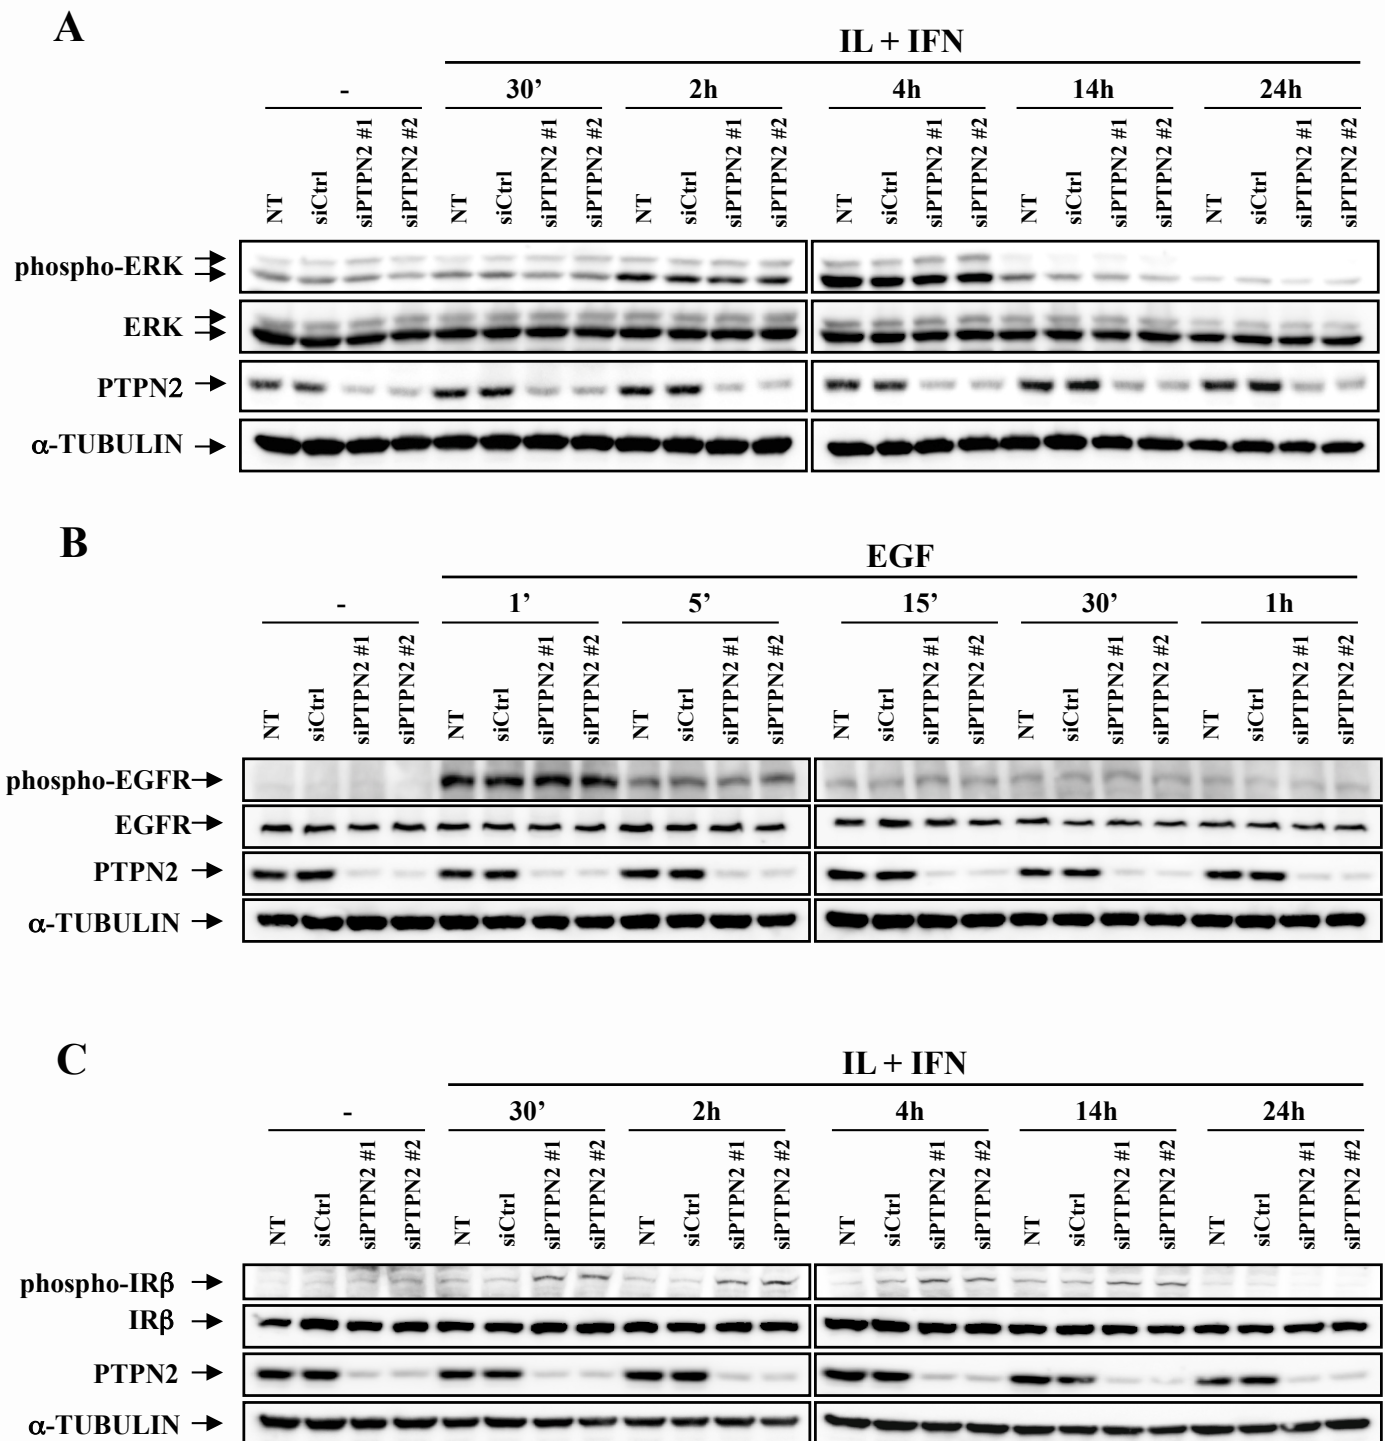 A
IL + IFN
- 30’ 2h 4h 14h 24h
NT siCtrl siPTPN2 #1 siPTPN2 #2 NT siCtrl siPTPN2 #1 siPTPN2 #2 NT siCtrl siPTPN2 #1 siPTPN2 #2 NT siCtrl siPTPN2 #1 siPTPN2 #2 NT siCtrl siPTPN2 #1 siPTPN2 #2 NT siCtrl siPTPN2 #1 siPTPN2 #2
phospho-ERK
ERK
PTPN2
α-TUBULIN
B
EGF
- 1’ 5’ 15’ 30’ 1h
NT siCtrl siPTPN2 #1 siPTPN2 #2 NT siCtrl siPTPN2 #1 siPTPN2 #2 NT siCtrl siPTPN2 #1 siPTPN2 #2 NT siCtrl siPTPN2 #1 siPTPN2 #2 NT siCtrl siPTPN2 #1 siPTPN2 #2 NT siCtrl siPTPN2 #1 siPTPN2 #2
phospho-EGFR
EGFR
PTPN2
α-TUBULIN
C
IL + IFN
- 30’ 2h 4h 14h 24h
NT siCtrl siPTPN2 #1 siPTPN2 #2 NT siCtrl siPTPN2 #1 siPTPN2 #2 NT siCtrl siPTPN2 #1 siPTPN2 #2 NT siCtrl siPTPN2 #1 siPTPN2 #2 NT siCtrl siPTPN2 #1 siPTPN2 #2 NT siCtrl siPTPN2 #1 siPTPN2 #2
phospho-IRβ
IRβ
PTPN2
α-TUBULIN